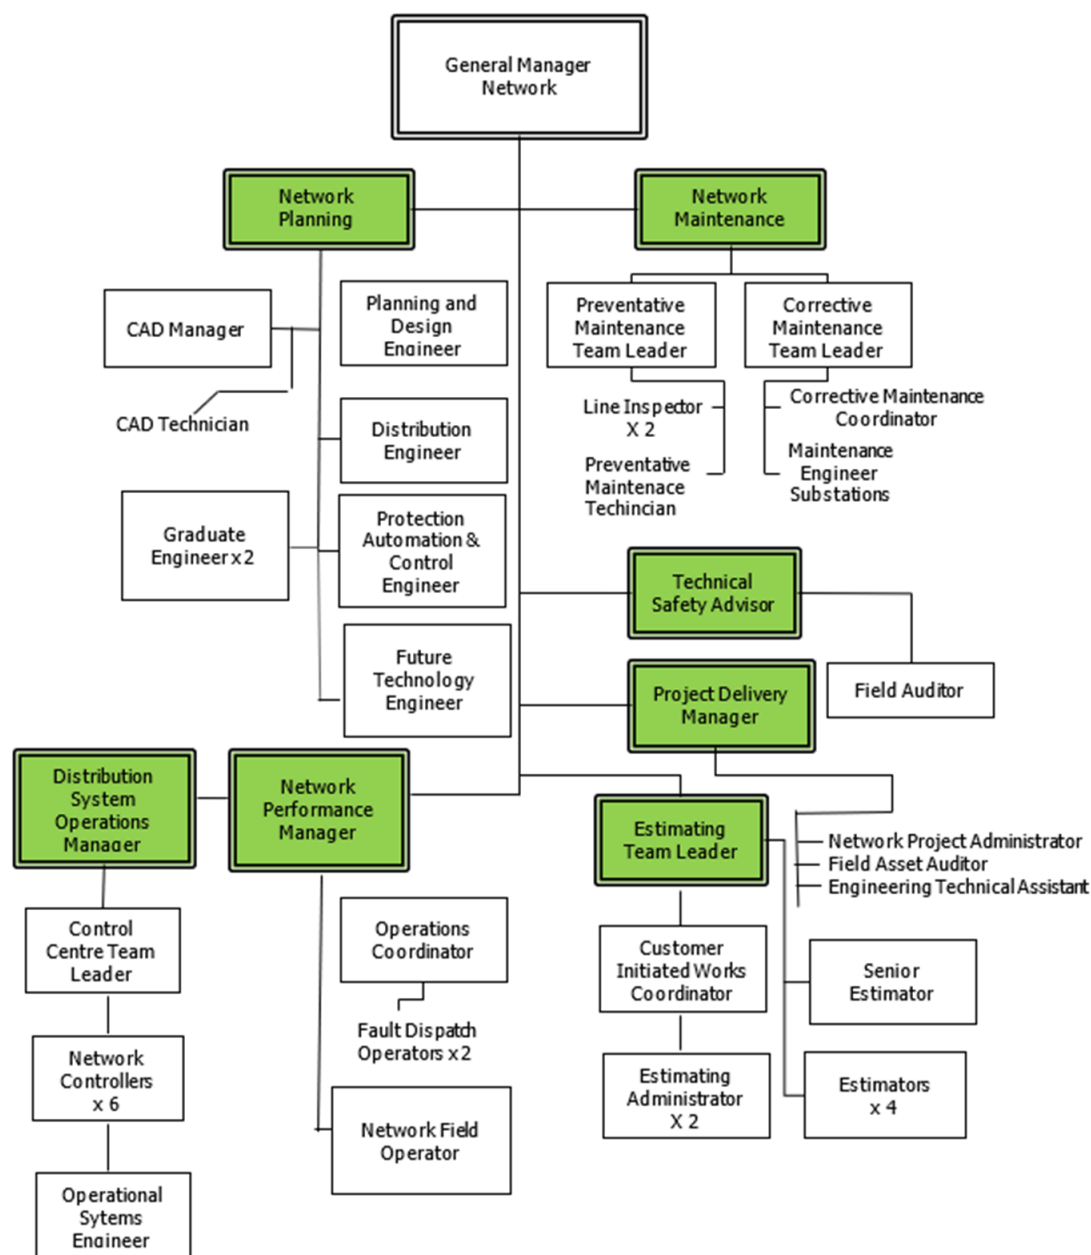 General Manager
Network
Network
Planning
Network
Maintenance
CAD Manager
CAD Technician
Planning and
Design
Engineer
Preventative
Maintenance
Team Leader
Corrective
Maintenance
Team Leader
Line Inspector
X 2
Preventative
Maintenace
Techincian
Corrective Maintenance
Coordinator
Maintenance
Engineer
Substations
Distribution
Engineer
Graduate
Engineer x 2
Protection
Automation &
Control
Engineer
Technical
Safety Advisor
Field Auditor
Future
Technology
Engineer
Project Delivery
Manager
Distribution
System
Operations
Manager
Network
Performance
Manager
Estimating
Team Leader
Network Project Administrator
Field Asset Auditor
Engineering Technical Assistant
Control
Centre Team
Leader
Operations
Coordinator
Fault Dispatch
Operators x 2
Customer
Initiated Works
Coordinator
Senior
Estimator
Network
Controllers
x 6
Estimating
Administrator
X 2
Estimators
x 4
Network Field
Operator
Operational
Sytems
Engineer